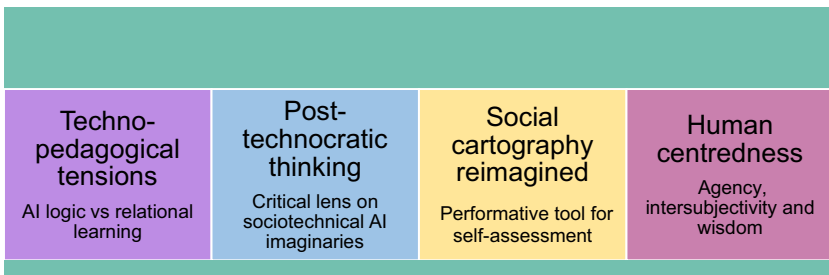 Techno-
pedagogical
tensions
AI logic vs relational
learning
Post-
technocratic
thinking
Critical lens on
sociotechnical AI
imaginaries
Social
cartography
reimagined
Performative tool for
self-assessment
Human
centredness
Agency,
intersubjectivity and
wisdom